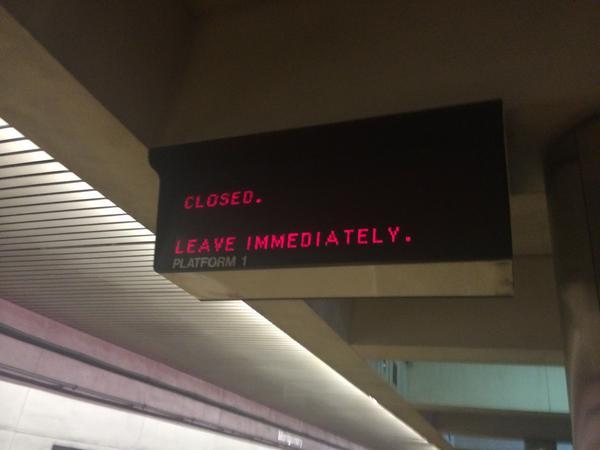 CLOSED.
LEAVE IMMEDIATELY.
PLATFORM 1